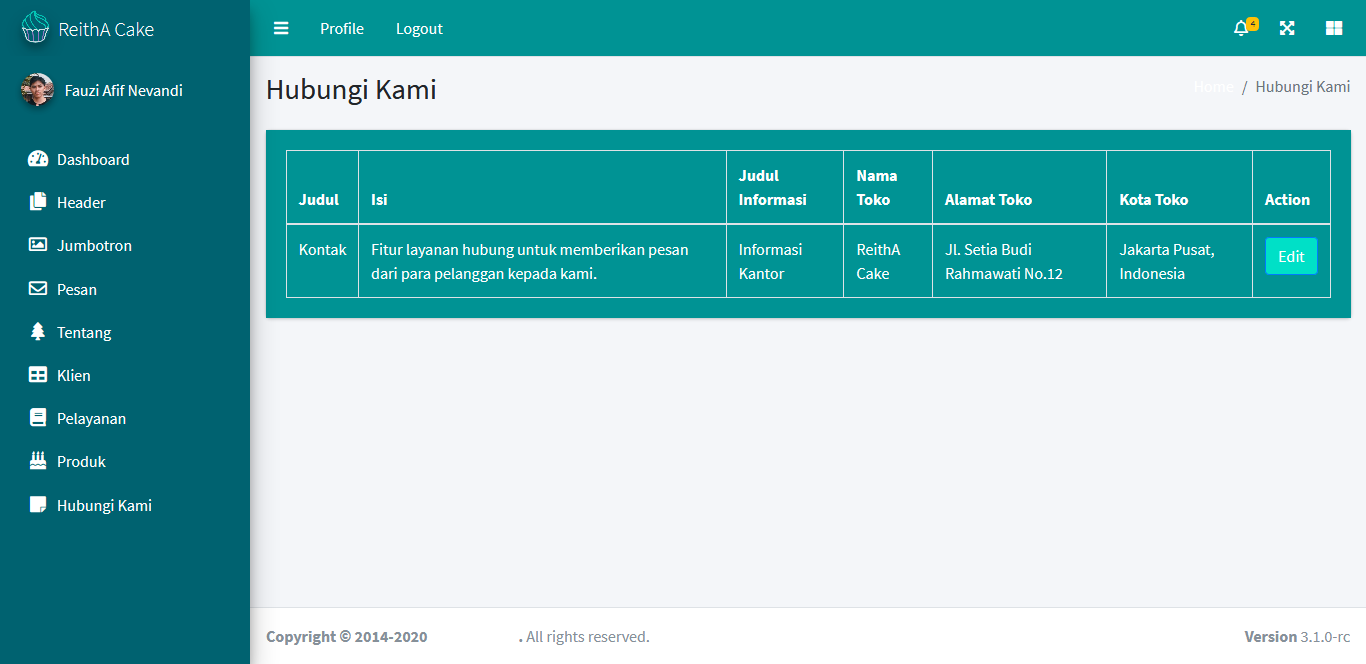 ReithA Cake
Profile
Logout
4
Fauzi Afif Nevandi
Hubungi Kami
Home / Hubungi Kami
Dashboard
Header
Jumbotron
Pesan
Tentang
Klien
Pelayanan
Produk
Hubungi Kami
Judul
Isi
Judul
Informasi
Nama
Toko
Alamat Toko
Kota Toko
Action
Kontak
Fitur layanan hubung untuk memberikan pesan
dari para pelanggan kepada kami.
Informasi
Kantor
ReithA
Cake
Jl. Setia Budi
Rahmawati No.12
Jakarta Pusat,
Indonesia
Edit
Copyright © 2014-2020 . All rights reserved.
Version 3.1.0-rc